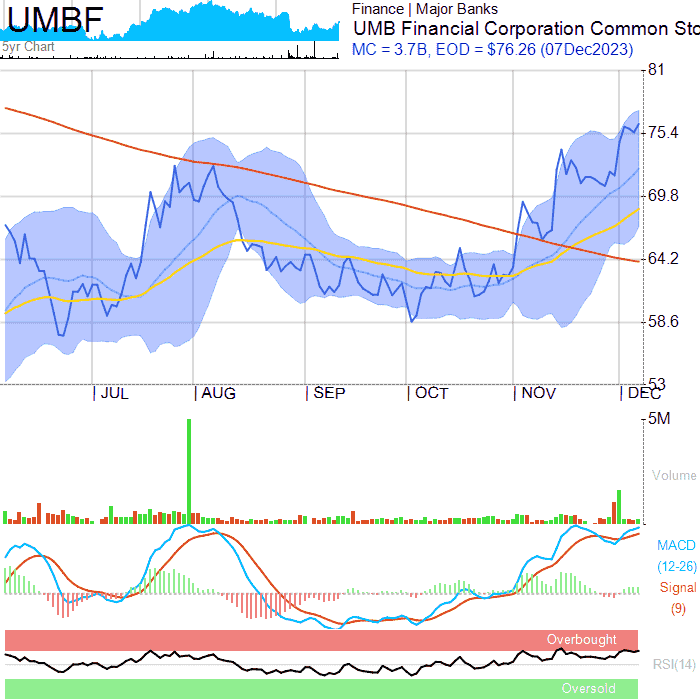 UMBF
5yr Chart
Finance | Major Banks
UMB Financial Corporation Common Sto
MC = 3.7B, EOD = $76.26 (07Dec2023)
81
75.4
69.8
64.2
58.6
53
JUL AUG SEP OCT NOV DEC
5M
Volume
MACD
(12-26)
Signal
(9)
Overbought
RSI(14)
Oversold